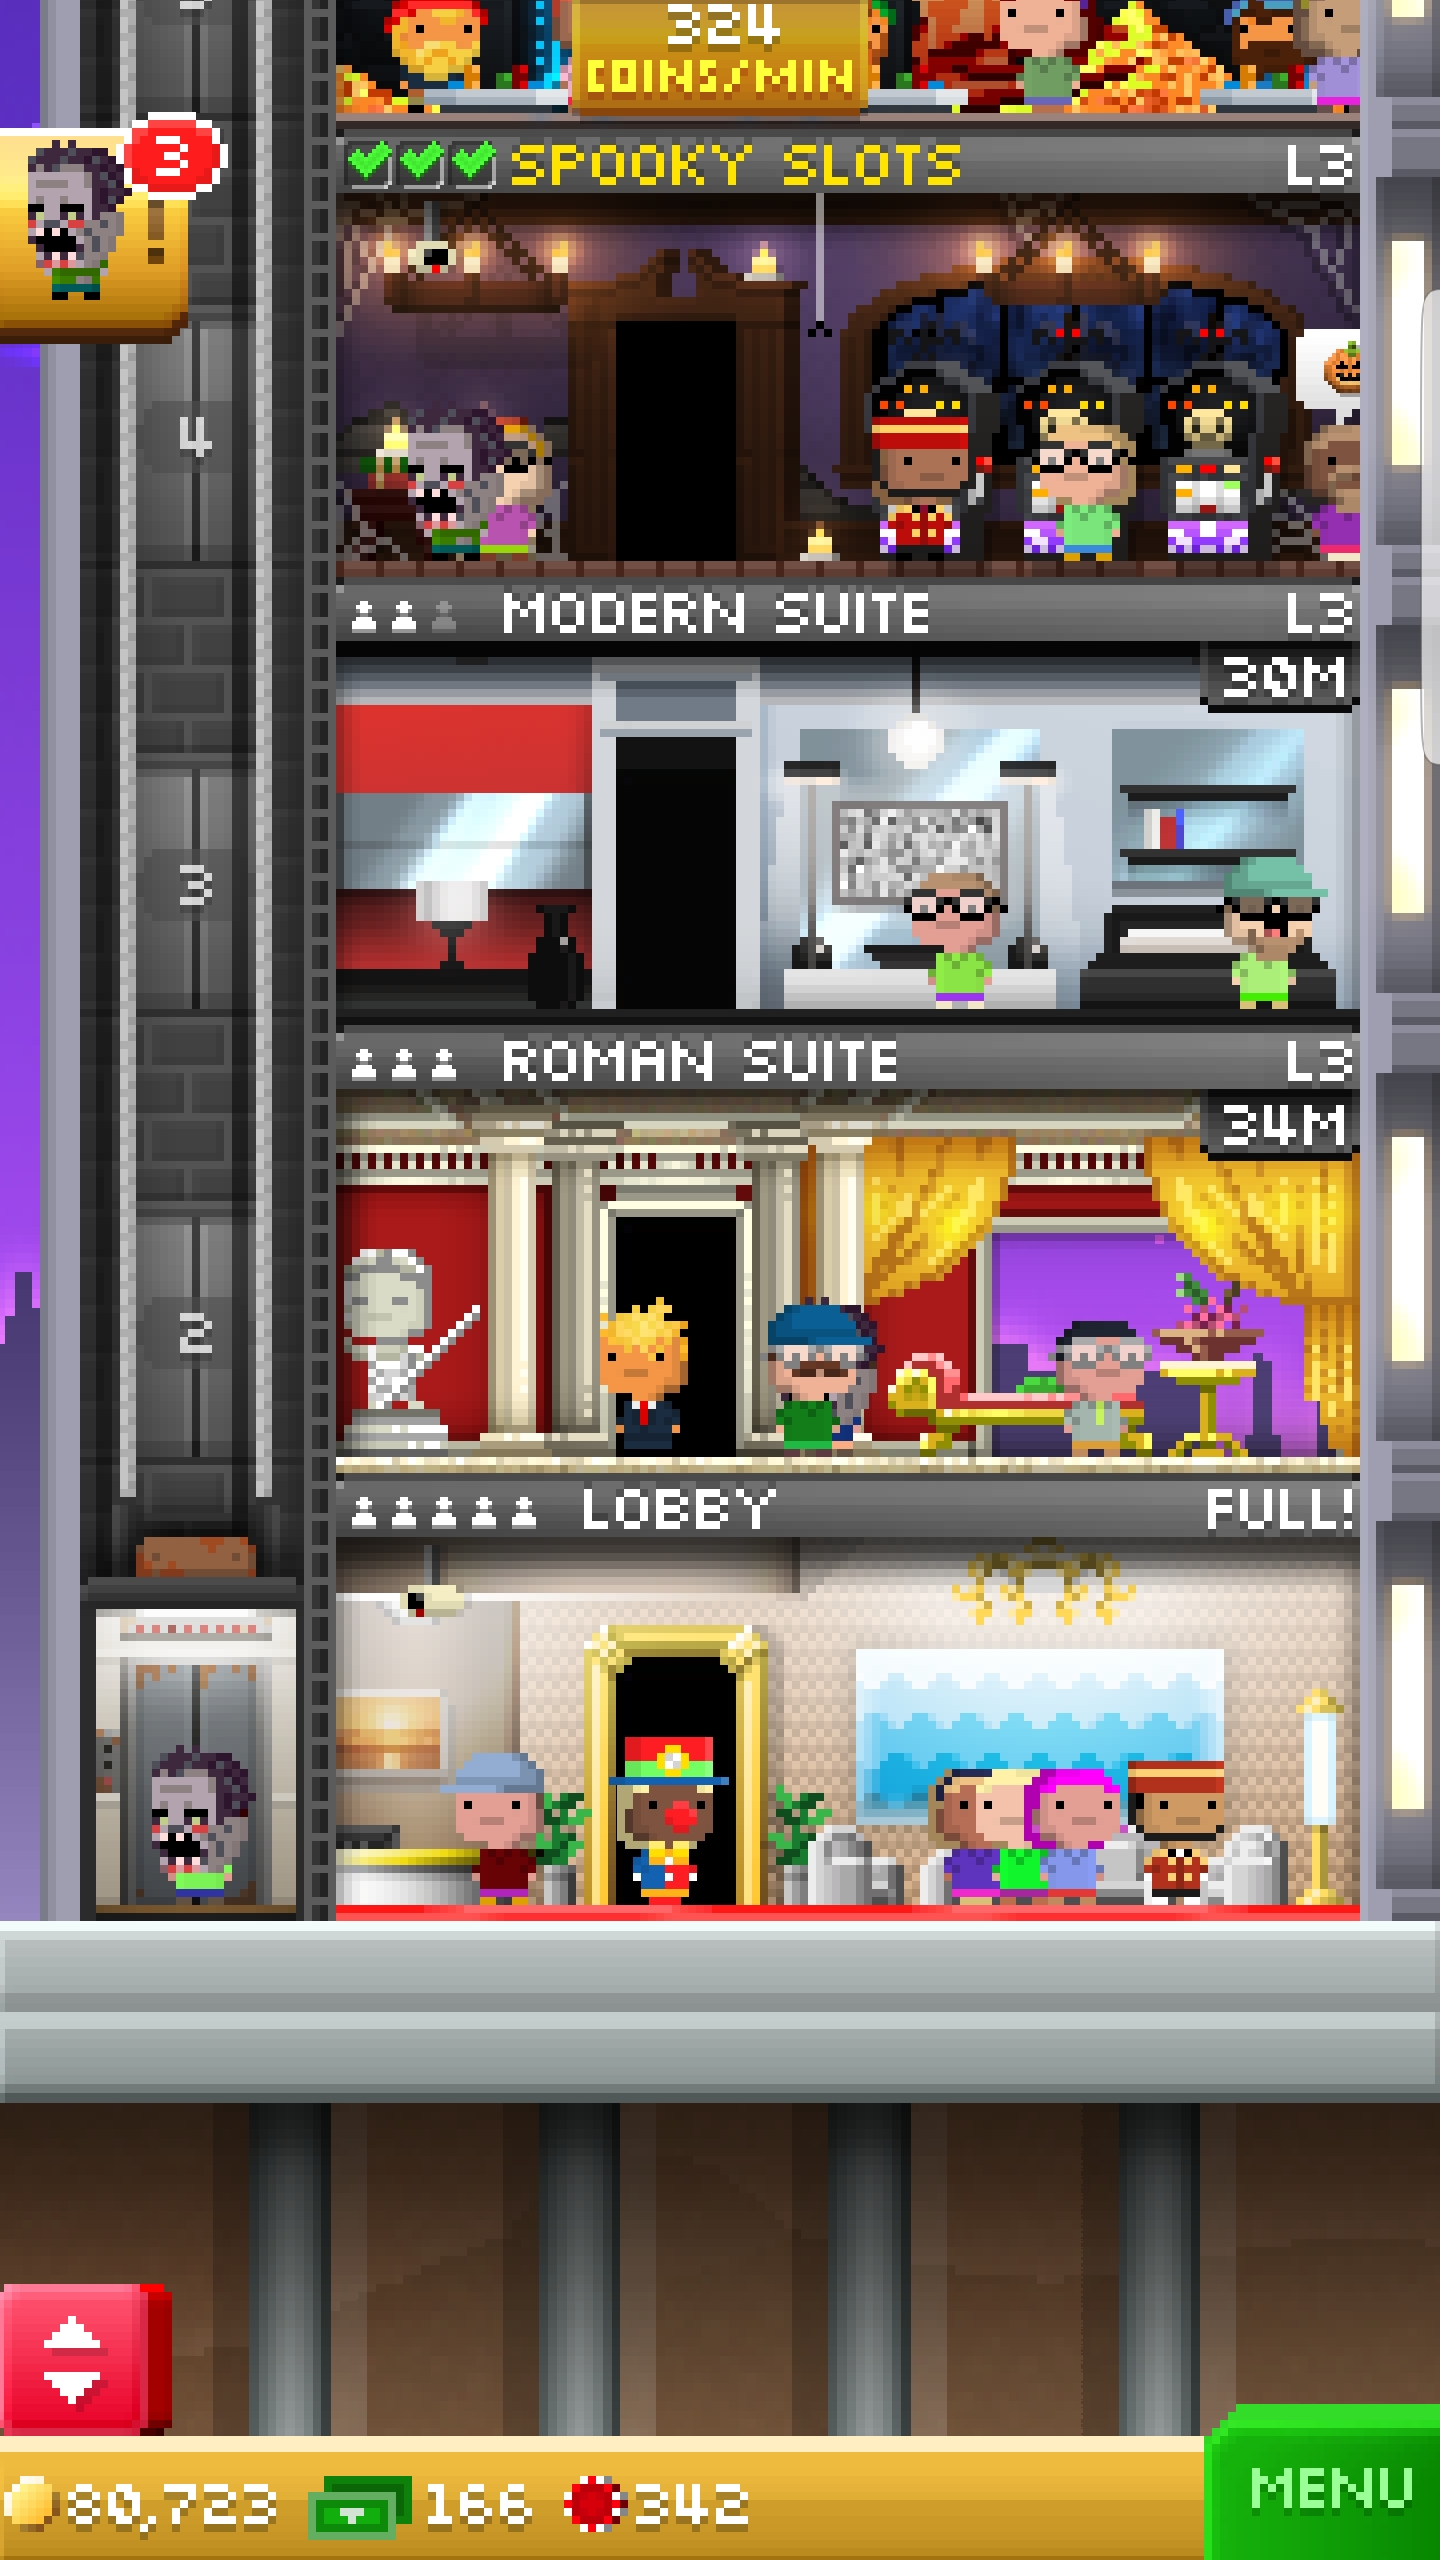 324
COINS/MIN
3
!
SPOOKY SLOTS L3
4
MODERN SUITE L3
30M
3
ROMAN SUITE L3
34M
2
LOBBY FULL!
80,723 166 342
MENU